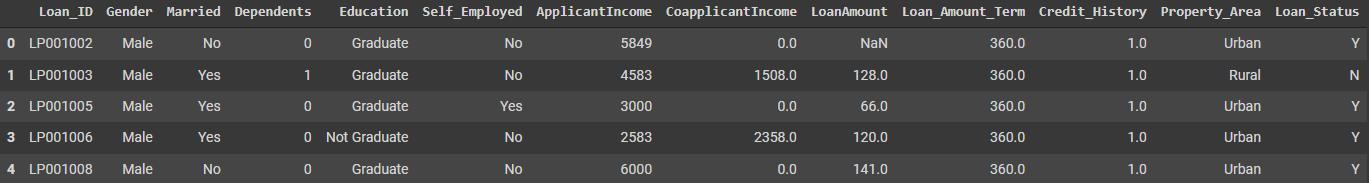 Loan_ID Gender Married Dependents Education Self_Employed ApplicantIncome CoapplicantIncome LoanAmount Loan_Amount_Term Credit_History Property_Area Loan_Status
0 LP001002 Male No 0 Graduate No 5849 0.0 NaN 360.0 1.0 Urban Y
1 LP001003 Male Yes 1 Graduate No 4583 1508.0 128.0 360.0 1.0 Rural N
2 LP001005 Male Yes 0 Graduate Yes 3000 0.0 66.0 360.0 1.0 Urban Y
3 LP001006 Male Yes 0 Not Graduate No 2583 2358.0 120.0 360.0 1.0 Urban Y
4 LP001008 Male No 0 Graduate No 6000 0.0 141.0 360.0 1.0 Urban Y